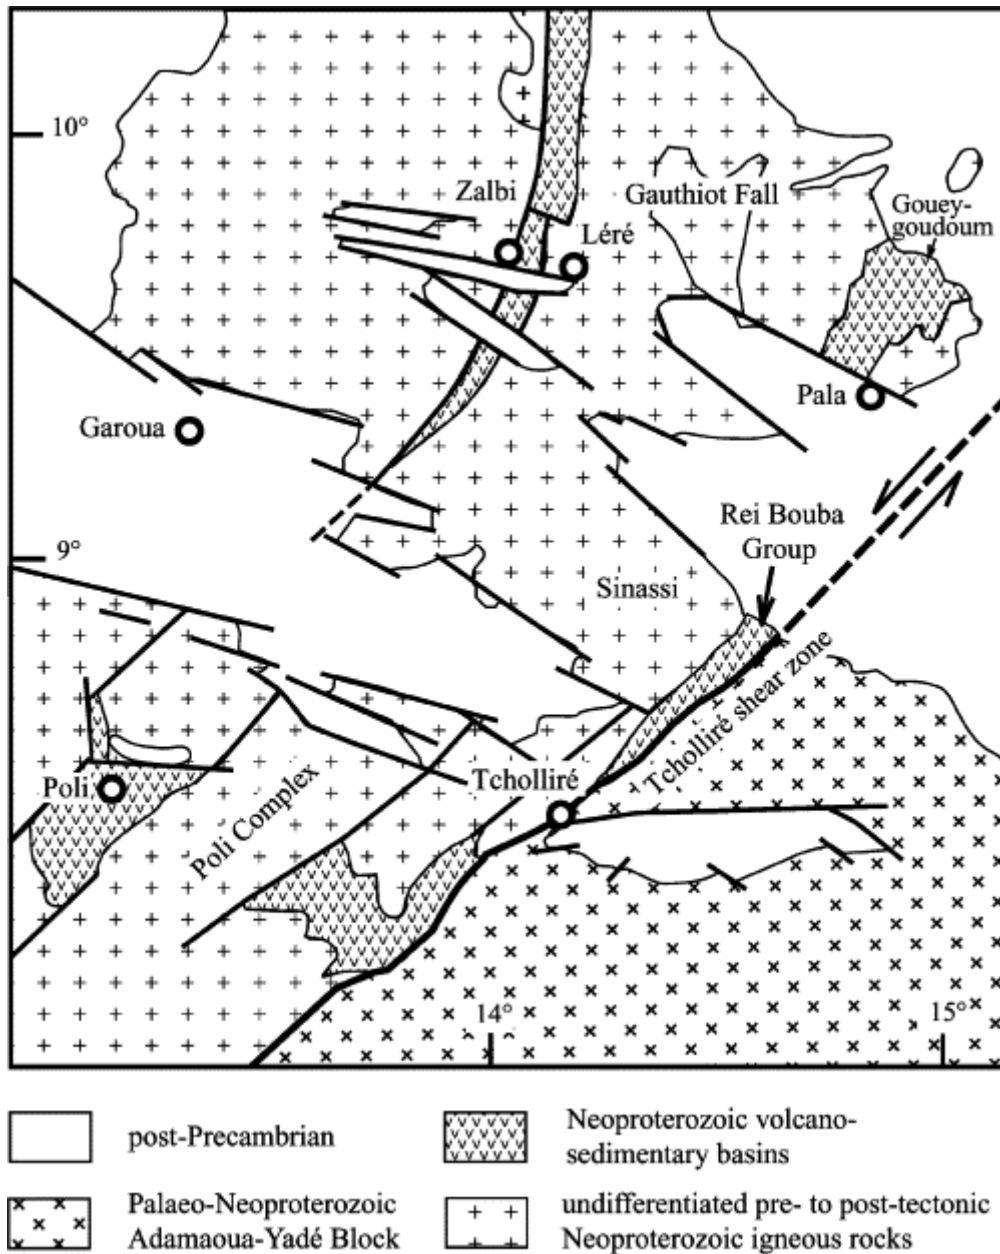 10°
Zalbi
Léré
Gauthiot Fall
Gouey-
goudoum
Garoua
Pala
9°
Rei Bouba
Group
Sinassi
Tcholliré shear zone
Tcholliré
Poli
Poli Complex
14°
15°
post-Precambrian
Neoproterozoic volcano-
sedimentary basins
Palaeo-Neoproterozoic
Adamaoua-Yadé Block
undifferentiated pre- to post-tectonic
Neoproterozoic igneous rocks